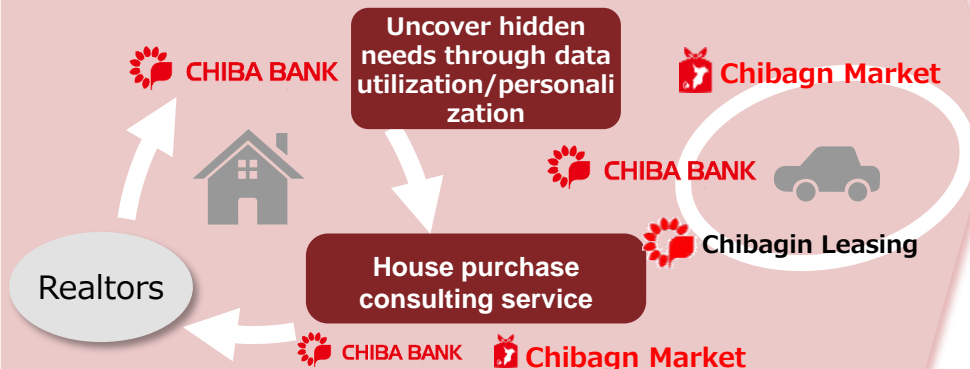 Uncover hidden
needs through data
utilization/personali
zation
CHIBA BANK
Chibagn Market
CHIBA BANK
Chibagin Leasing
House purchase
consulting service
Realtors
CHIBA BANK
Chibagn Market